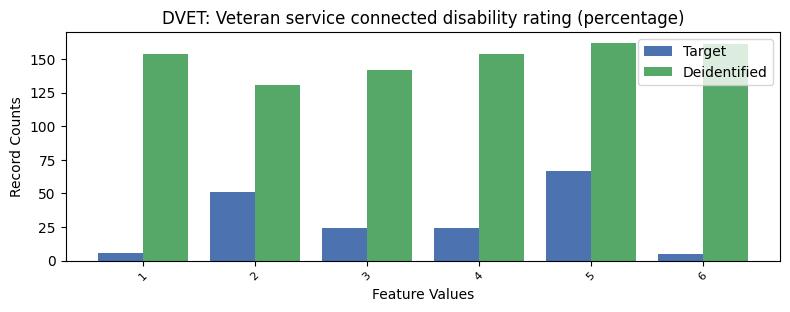 DVET: Veteran service connected disability rating (percentage)
Target
Deidentified
Record Counts
150
125
100
75
50
25
0
1 2 3 4 5 6
Feature Values